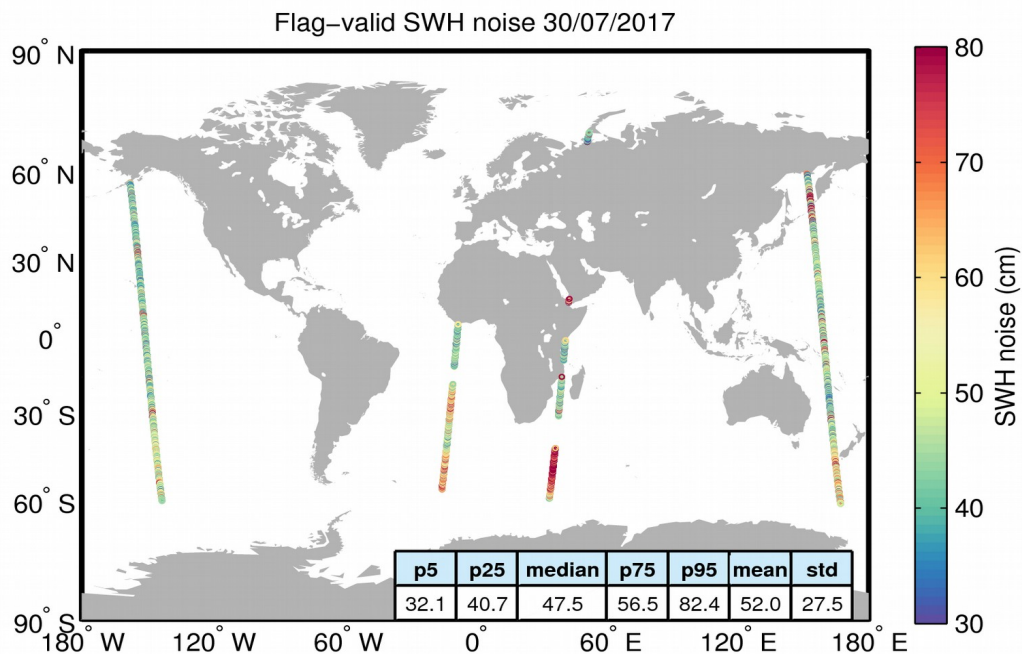 Flag−valid SWH noise 30/07/2017
90° N
60° N
30° N
0°
30° S
60° S
90° S
180° W
120° W
60° W
0°
60° E
120° E
180° E
80
70
60
50
40
30
SWH noise (cm)
p5 p25 median p75 p95 mean std
32.1 40.7 47.5 56.5 82.4 52.0 27.5